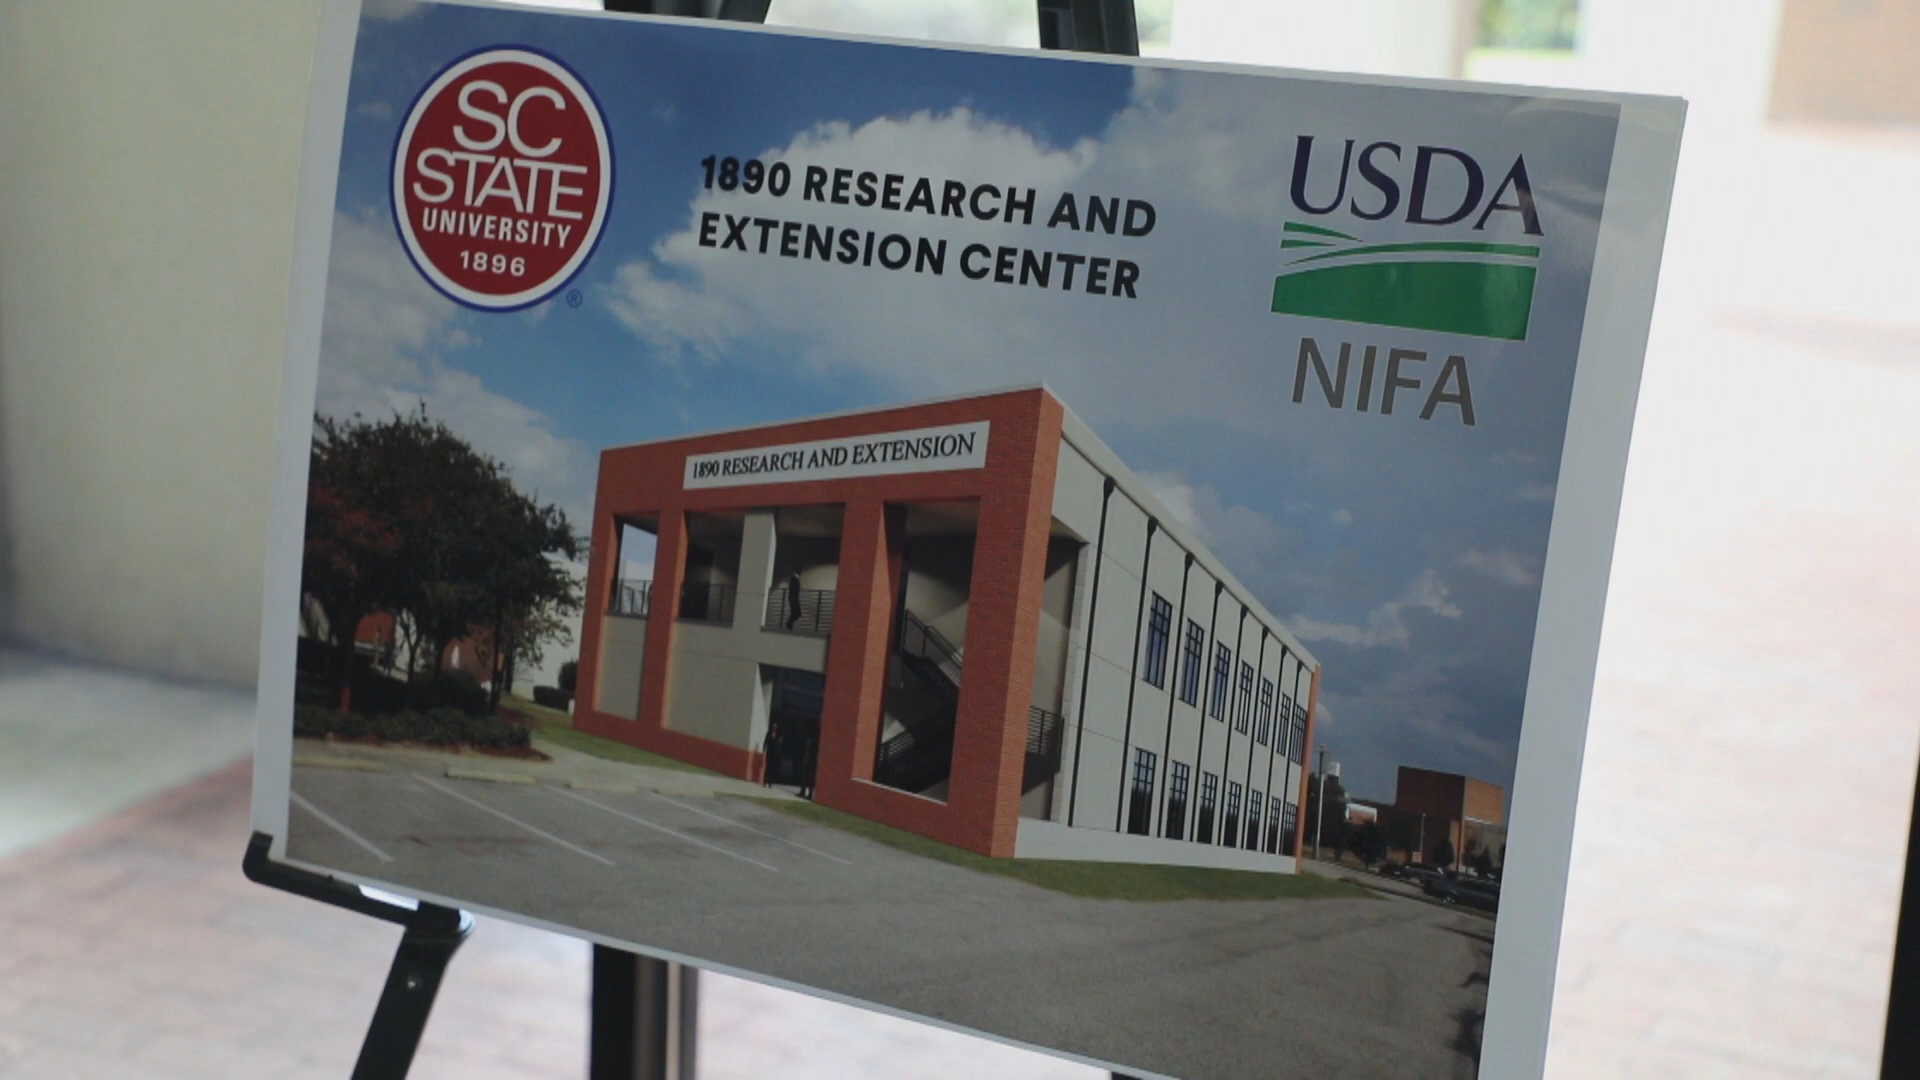 SC
STATE
UNIVERSITY
1896
®
1890 RESEARCH AND
EXTENSION CENTER
USDA
NIFA
1890 RESEARCH AND EXTENSION